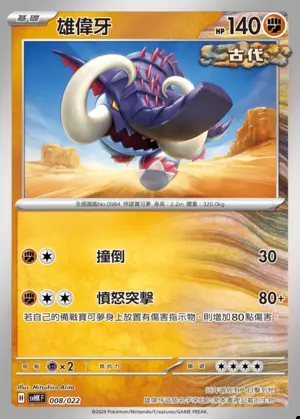 基礎 雄偉牙 HP 140
古代
全國圖鑑No.0984 悖謬寶可夢 身高：2.2m 體重：320.0kg
撞倒 30
憤怒突擊 80+
若自己的備戰寶可夢身上放置有傷害指示物，則增加80點傷害。
×2
Illus. Mitsuhiro Arita
H SVHK F 008/022
©2024 Pokémon/Nintendo/Creatures/GAME FREAK.